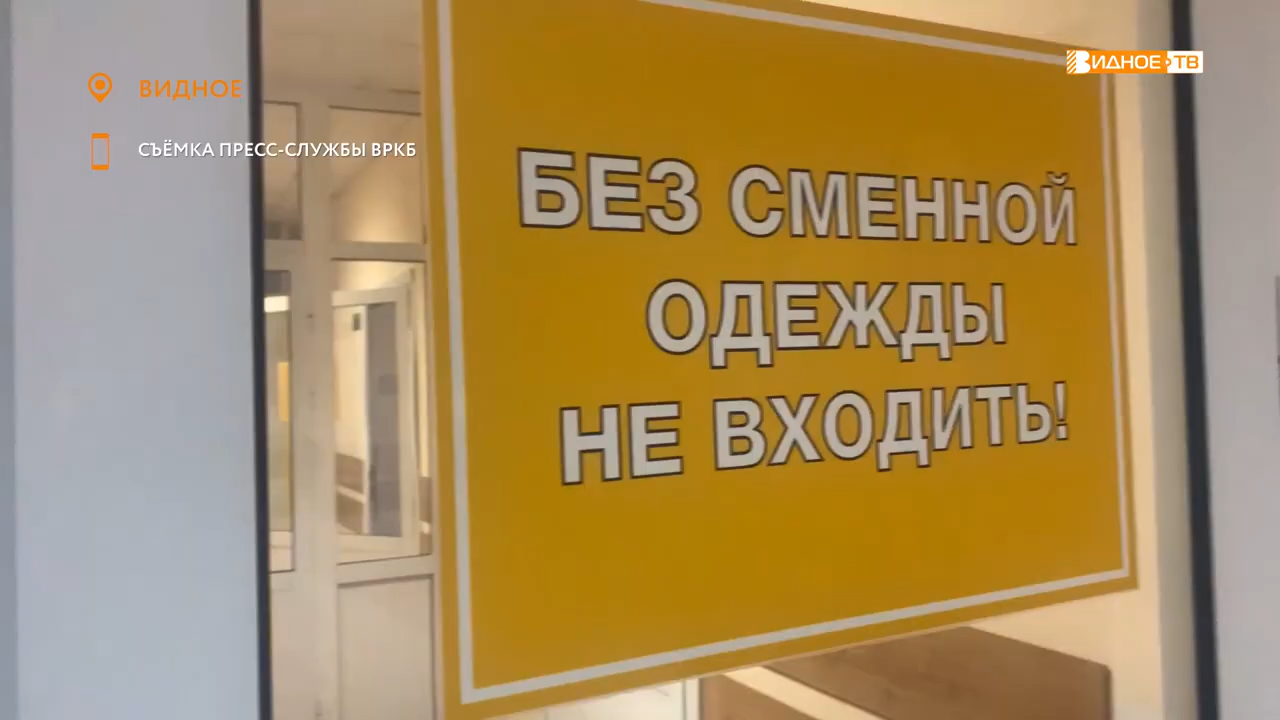 ВИДНОЕ
СЪЁМКА ПРЕСС-СЛУЖБЫ ВРКБ
ВИДНОЕ ТВ
БЕЗ СМЕННОЙ
ОДЕЖДЫ
НЕ ВХОДИТЬ!